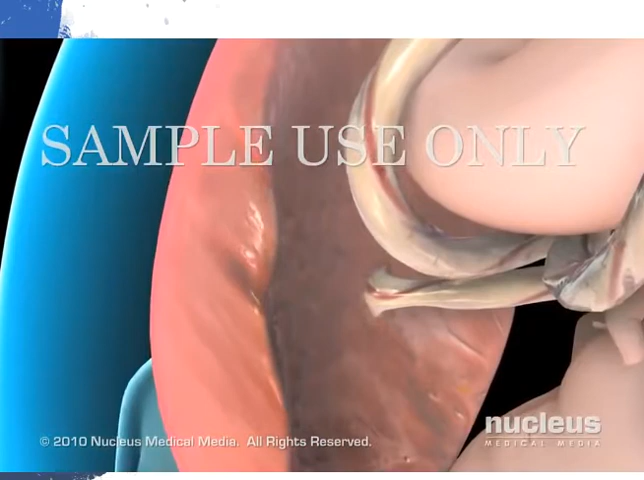 SAMPLE USE ONLY
© 2010 Nucleus Medical Media. All Rights Reserved.
nucleus
MEDICAL MEDIA